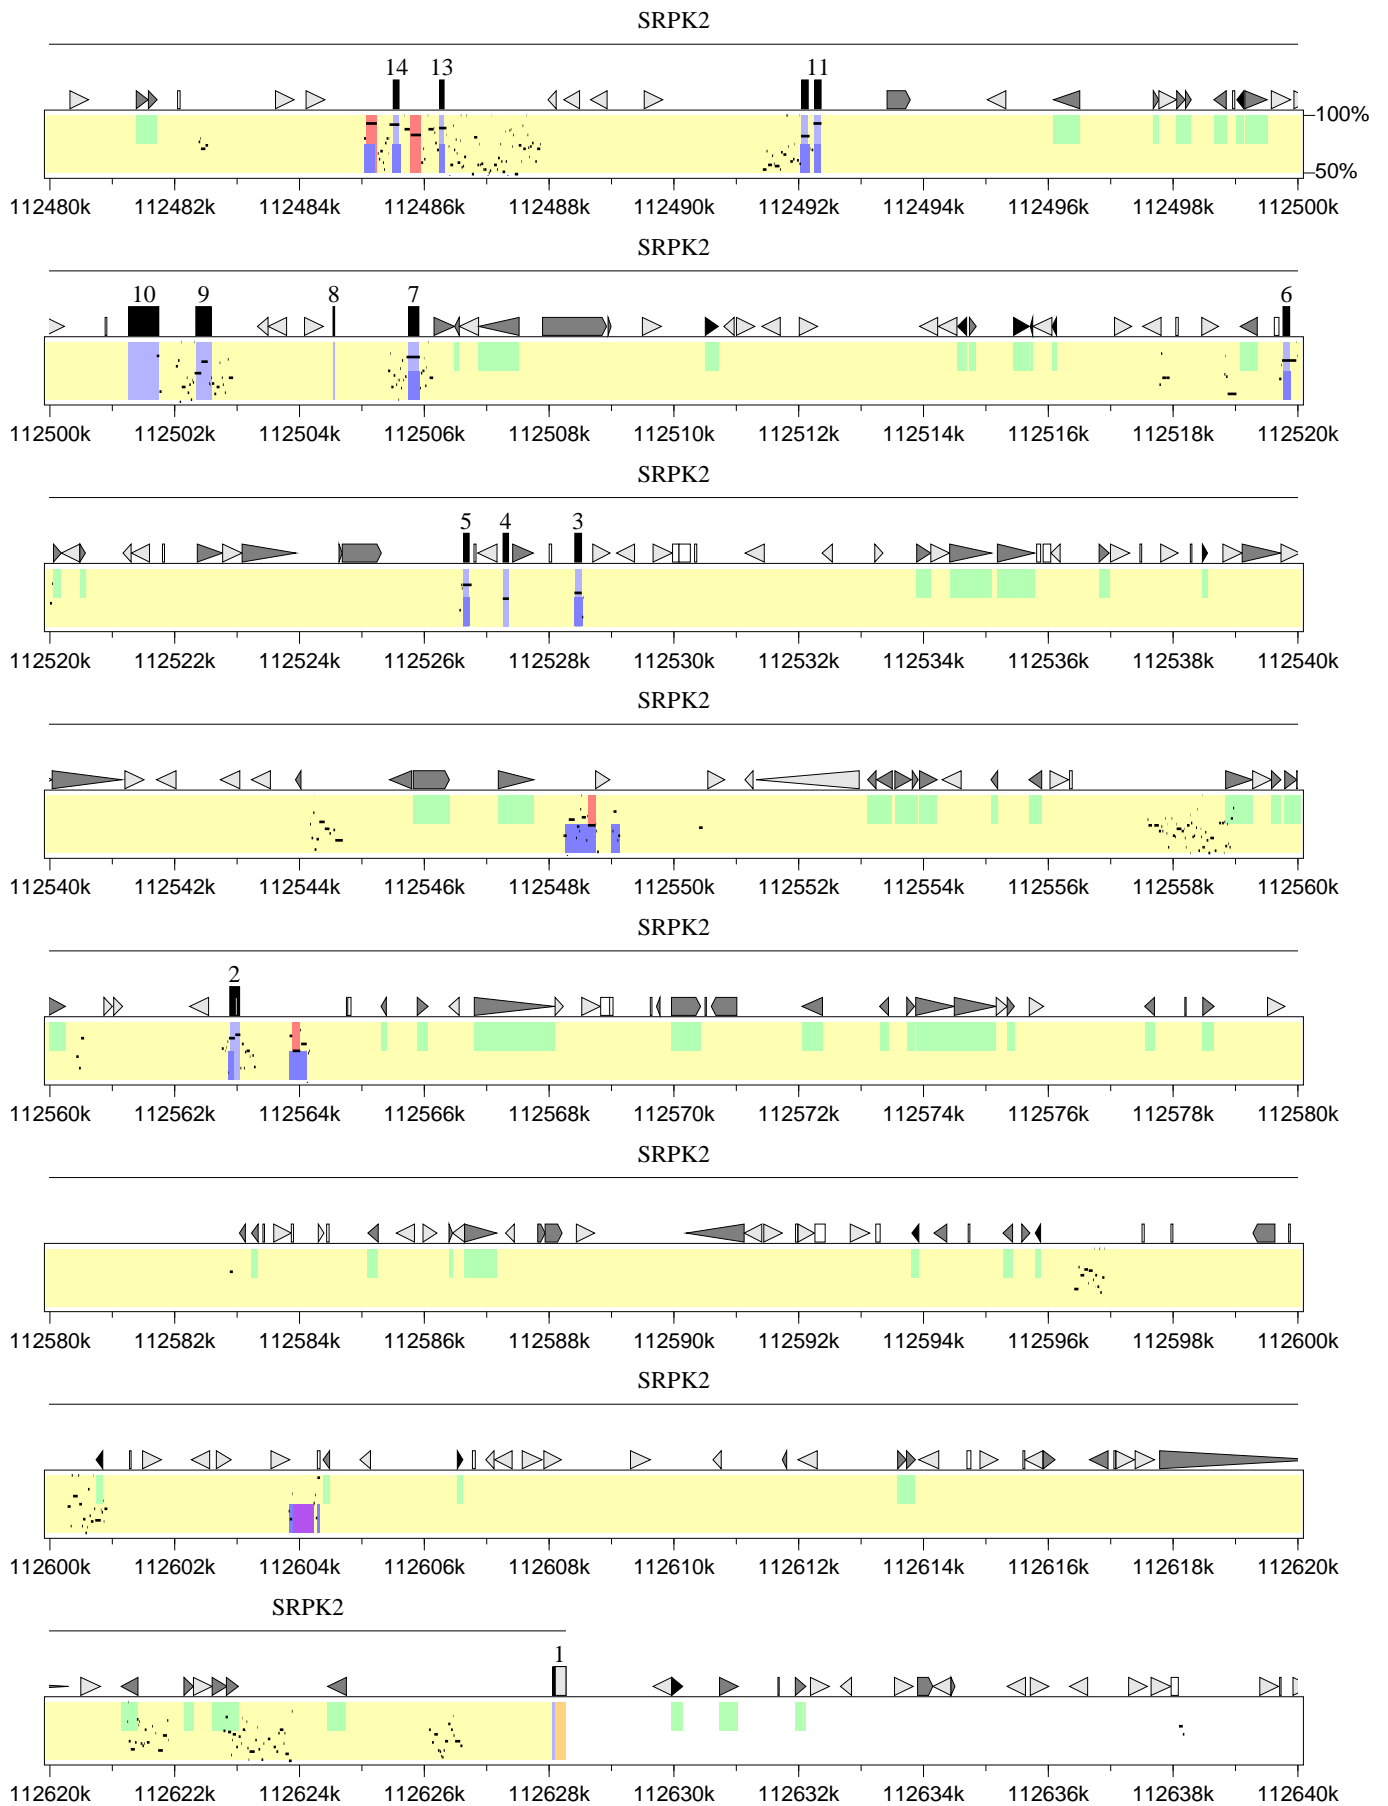 SRPK2
14 13 11
100%
50%
112480k 112482k 112484k 112486k 112488k 112490k 112492k 112494k 112496k 112498k 112500k
SRPK2
10 9 8 7 6
112500k 112502k 112504k 112506k 112508k 112510k 112512k 112514k 112516k 112518k 112520k
SRPK2
5 4 3
112520k 112522k 112524k 112526k 112528k 112530k 112532k 112534k 112536k 112538k 112540k
SRPK2
112540k 112542k 112544k 112546k 112548k 112550k 112552k 112554k 112556k 112558k 112560k
SRPK2
2
112560k 112562k 112564k 112566k 112568k 112570k 112572k 112574k 112576k 112578k 112580k
SRPK2
112580k 112582k 112584k 112586k 112588k 112590k 112592k 112594k 112596k 112598k 112600k
SRPK2
112600k 112602k 112604k 112606k 112608k 112610k 112612k 112614k 112616k 112618k 112620k
SRPK2
1
112620k 112622k 112624k 112626k 112628k 112630k 112632k 112634k 112636k 112638k 112640k